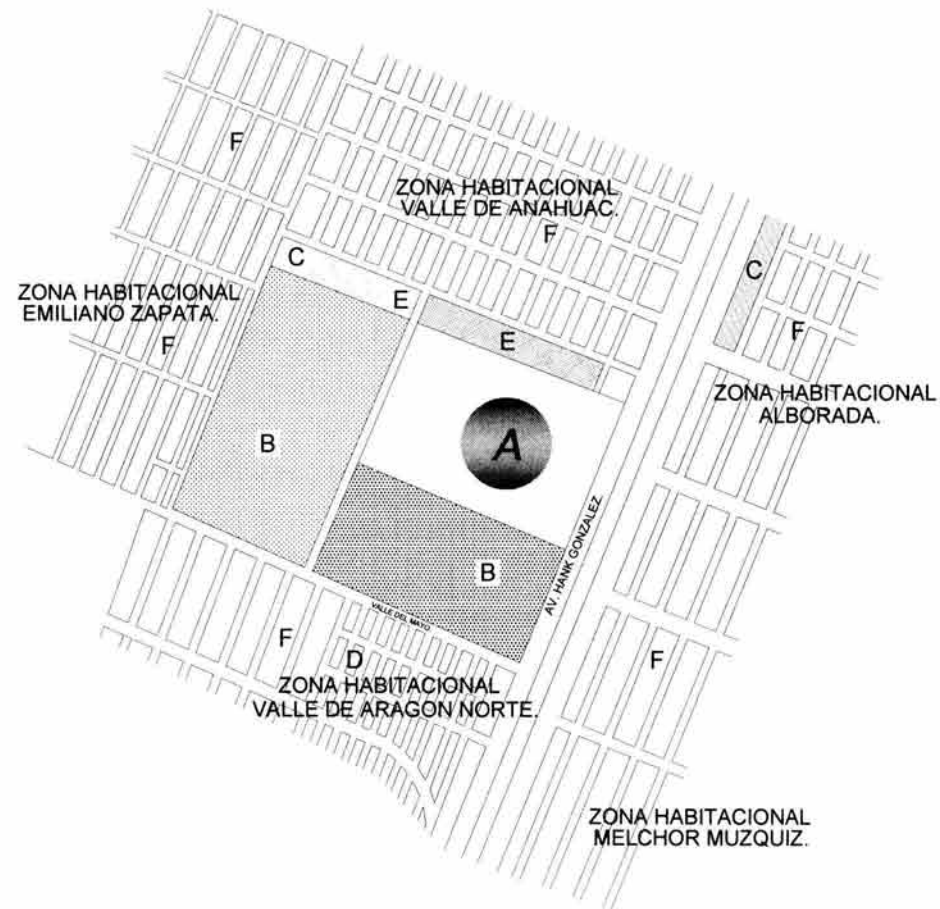 F
ZONA HABITACIONAL
VALLE DE ANAHUAC.
F
C
C
ZONA HABITACIONAL
EMILIANO ZAPATA.
E
F
F
E
ZONA HABITACIONAL
ALBORADA.
B
A
AV. HANK GONZALEZ
B
VALLE DEL MAYO
F
D
F
ZONA HABITACIONAL
VALLE DE ARAGON NORTE.
ZONA HABITACIONAL
MELCHOR MUZQUIZ.